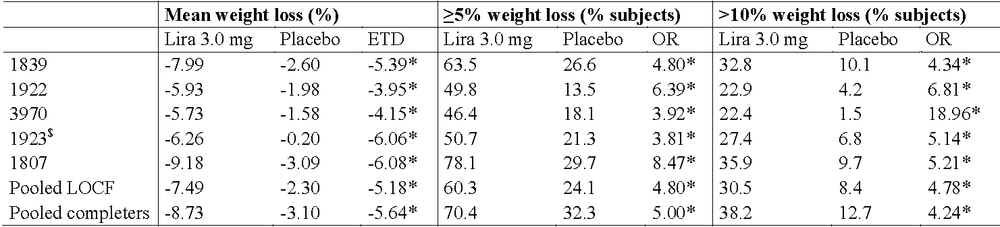 Mean weight loss (%) ≥5% weight loss (% subjects) >10% weight loss (% subjects)
Lira 3.0 mg Placebo ETD Lira 3.0 mg Placebo OR Lira 3.0 mg Placebo OR
1839 -7.99 -2.60 -5.39* 63.5 26.6 4.80* 32.8 10.1 4.34*
1922 -5.93 -1.98 -3.95* 49.8 13.5 6.39* 22.9 4.2 6.81*
3970 -5.73 -1.58 -4.15* 46.4 18.1 3.92* 22.4 1.5 18.96*
1923$ -6.26 -0.20 -6.06* 50.7 21.3 3.81* 27.4 6.8 5.14*
1807 -9.18 -3.09 -6.08* 78.1 29.7 8.47* 35.9 9.7 5.21*
Pooled LOCF -7.49 -2.30 -5.18* 60.3 24.1 4.80* 30.5 8.4 4.78*
Pooled completers -8.73 -3.10 -5.64* 70.4 32.3 5.00* 38.2 12.7 4.24*